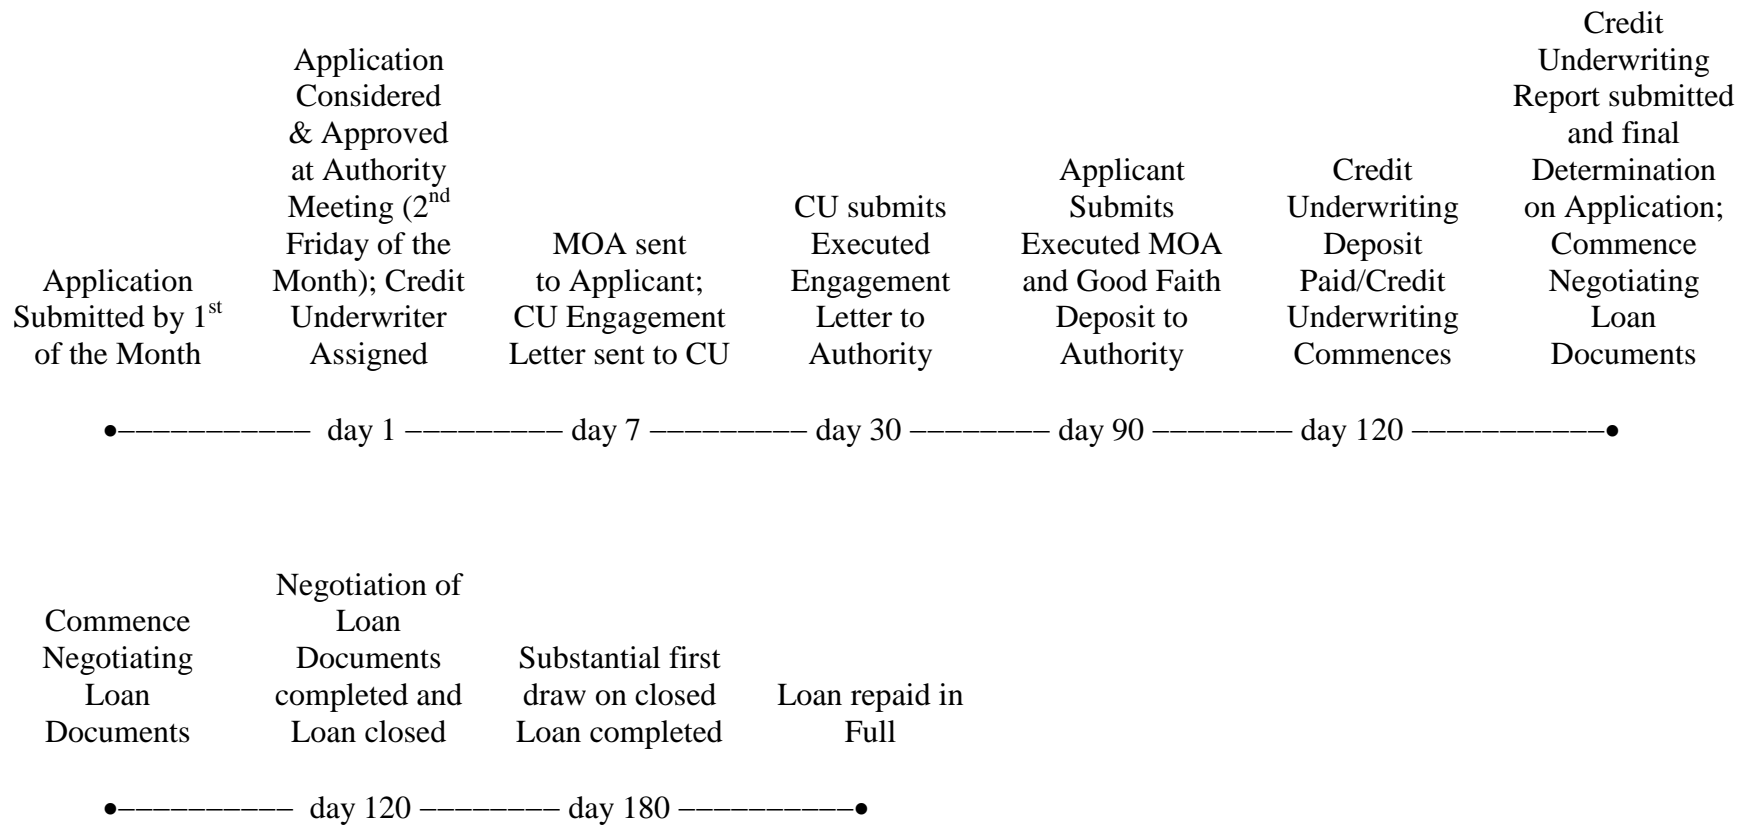 Application
Submitted by 1st
of the Month
Application
Considered
& Approved
at Authority
Meeting (2nd
Friday of the
Month); Credit
Underwriter
Assigned
MOA sent
to Applicant;
CU Engagement
Letter sent to CU
CU submits
Executed
Engagement
Letter to
Authority
Applicant
Submits
Executed MOA
and Good Faith
Deposit to
Authority
Credit
Underwriting
Deposit
Paid/Credit
Underwriting
Commences
Credit
Underwriting
Report submitted
and final
Determination
on Application;
Commence
Negotiating
Loan
Documents
•––––––––––– day 1 ––––––––– day 7 ––––––––– day 30 –––––––– day 90 –––––––– day 120 –––––––––––•
Commence
Negotiating
Loan
Documents
Negotiation of
Loan
Documents
completed and
Loan closed
Substantial first
draw on closed
Loan completed
Loan repaid in
Full
•–––––––––– day 120 –––––––– day 180 ––––––––––•